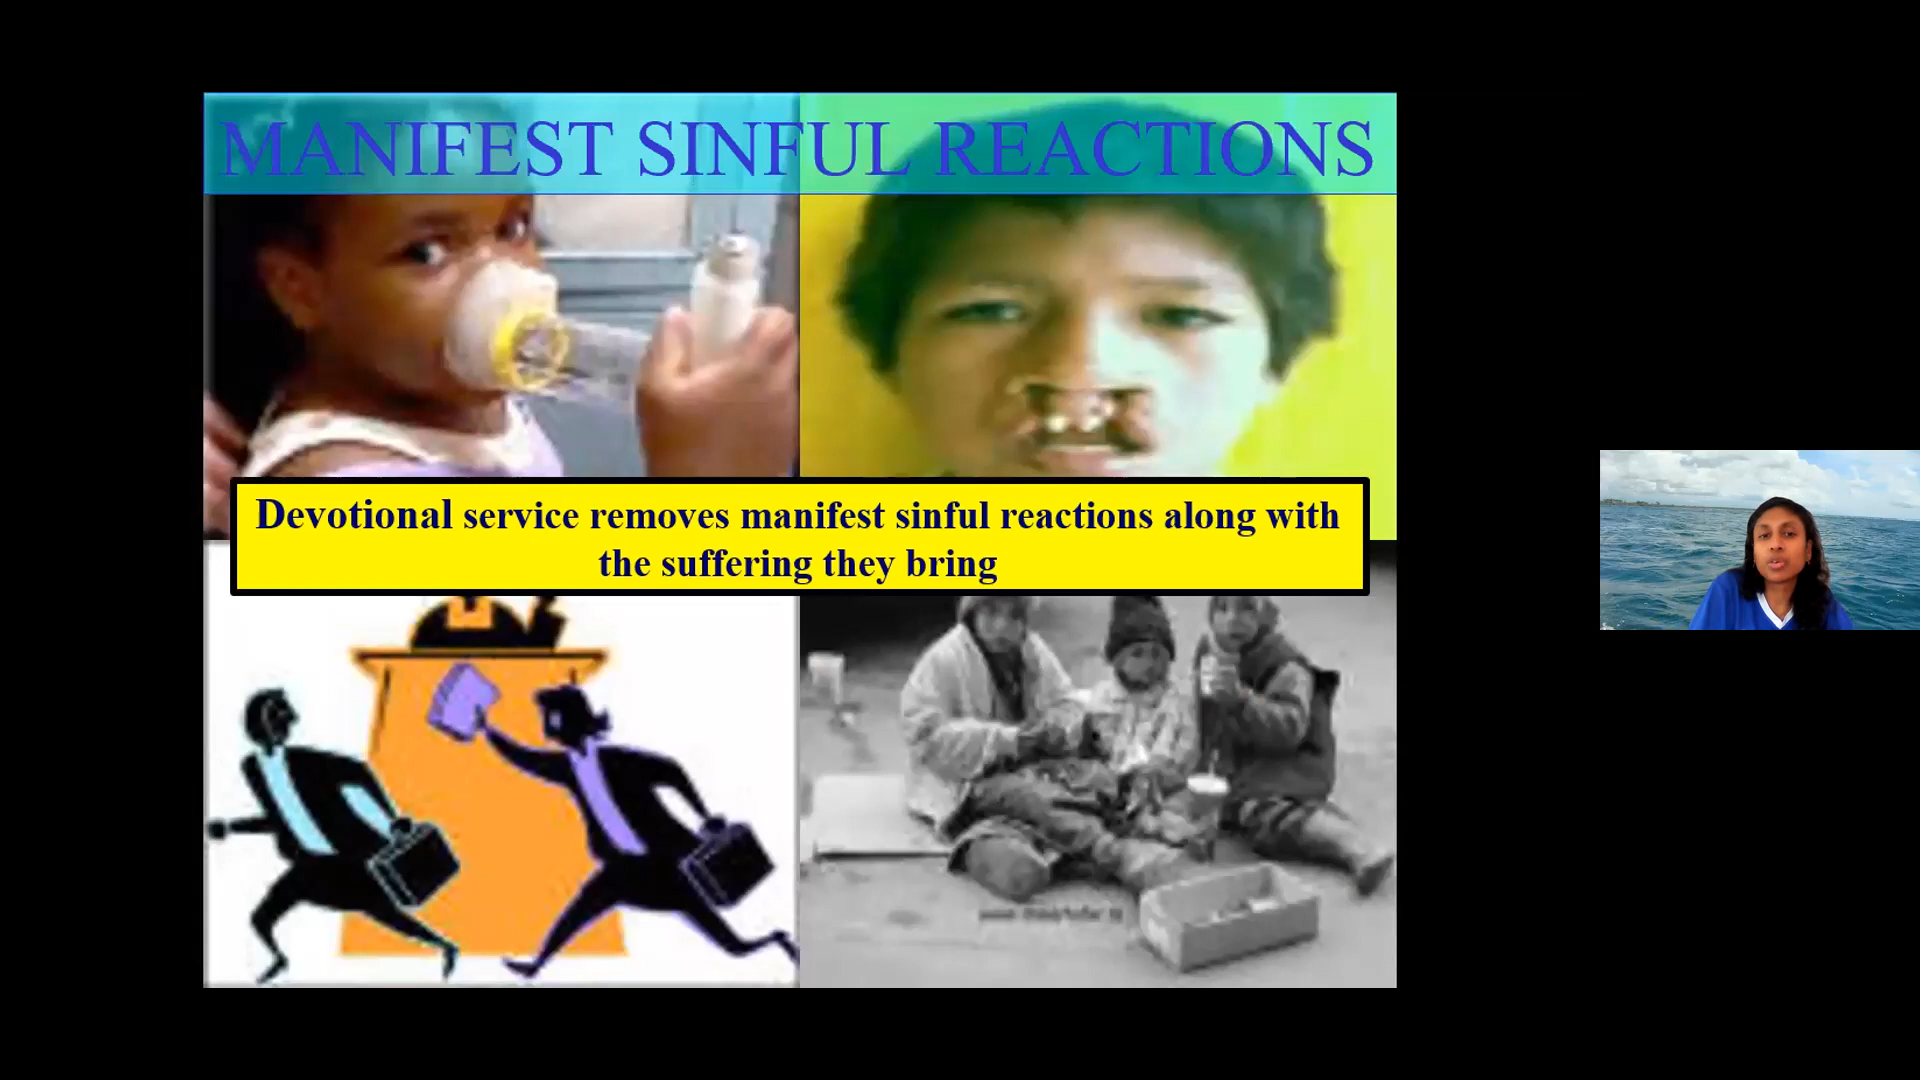 MANIFEST SINFUL REACTIONS
Devotional service removes manifest sinful reactions along with
the suffering they bring